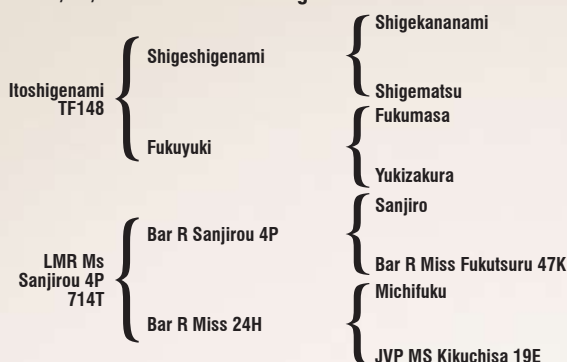 Shigekananami
Shigeshigenami
Itoshigenami
TF148
Shigematsu
Fukumasa
Fukuyuki
Yukizakura
Sanjiro
Bar R Sanjirou 4P
LMR Ms
Sanjirou 4P
714T
Bar R Miss Fukutsuru 47K
Michifuku
Bar R Miss 24H
JVP MS Kikuchisa 19E